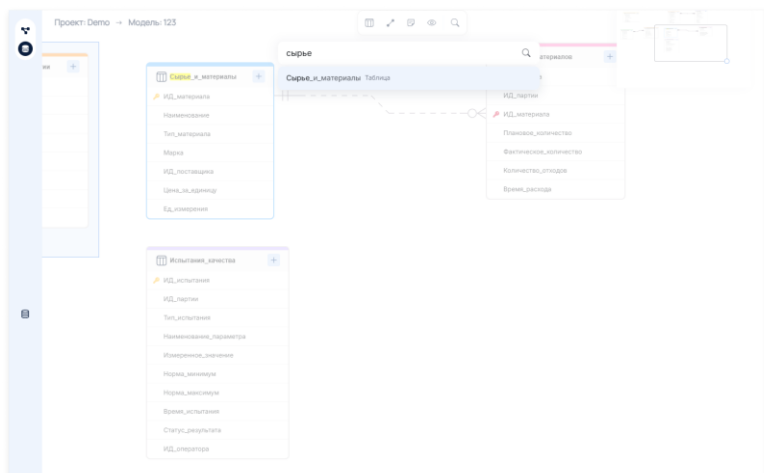 Проект: Demo → Модель: 123
сырье
Сырье_и_материалы Таблица
ии
Сырье_и_материалы
ИД_материала
Наименование
Тип_материала
Марка
ИД_поставщика
Цена_за_единицу
Ед_измерения
атериалов
ИД_партии
ИД_материала
Плановое_количество
Фактическое_количество
Количество_отходов
Время_расхода
Испытания_качества
ИД_испытания
ИД_партии
Тип_испытания
Наименование_параметра
Измеренное_значение
Норма_минимум
Норма_максимум
Время_испытания
Статус_результата
ИД_оператора